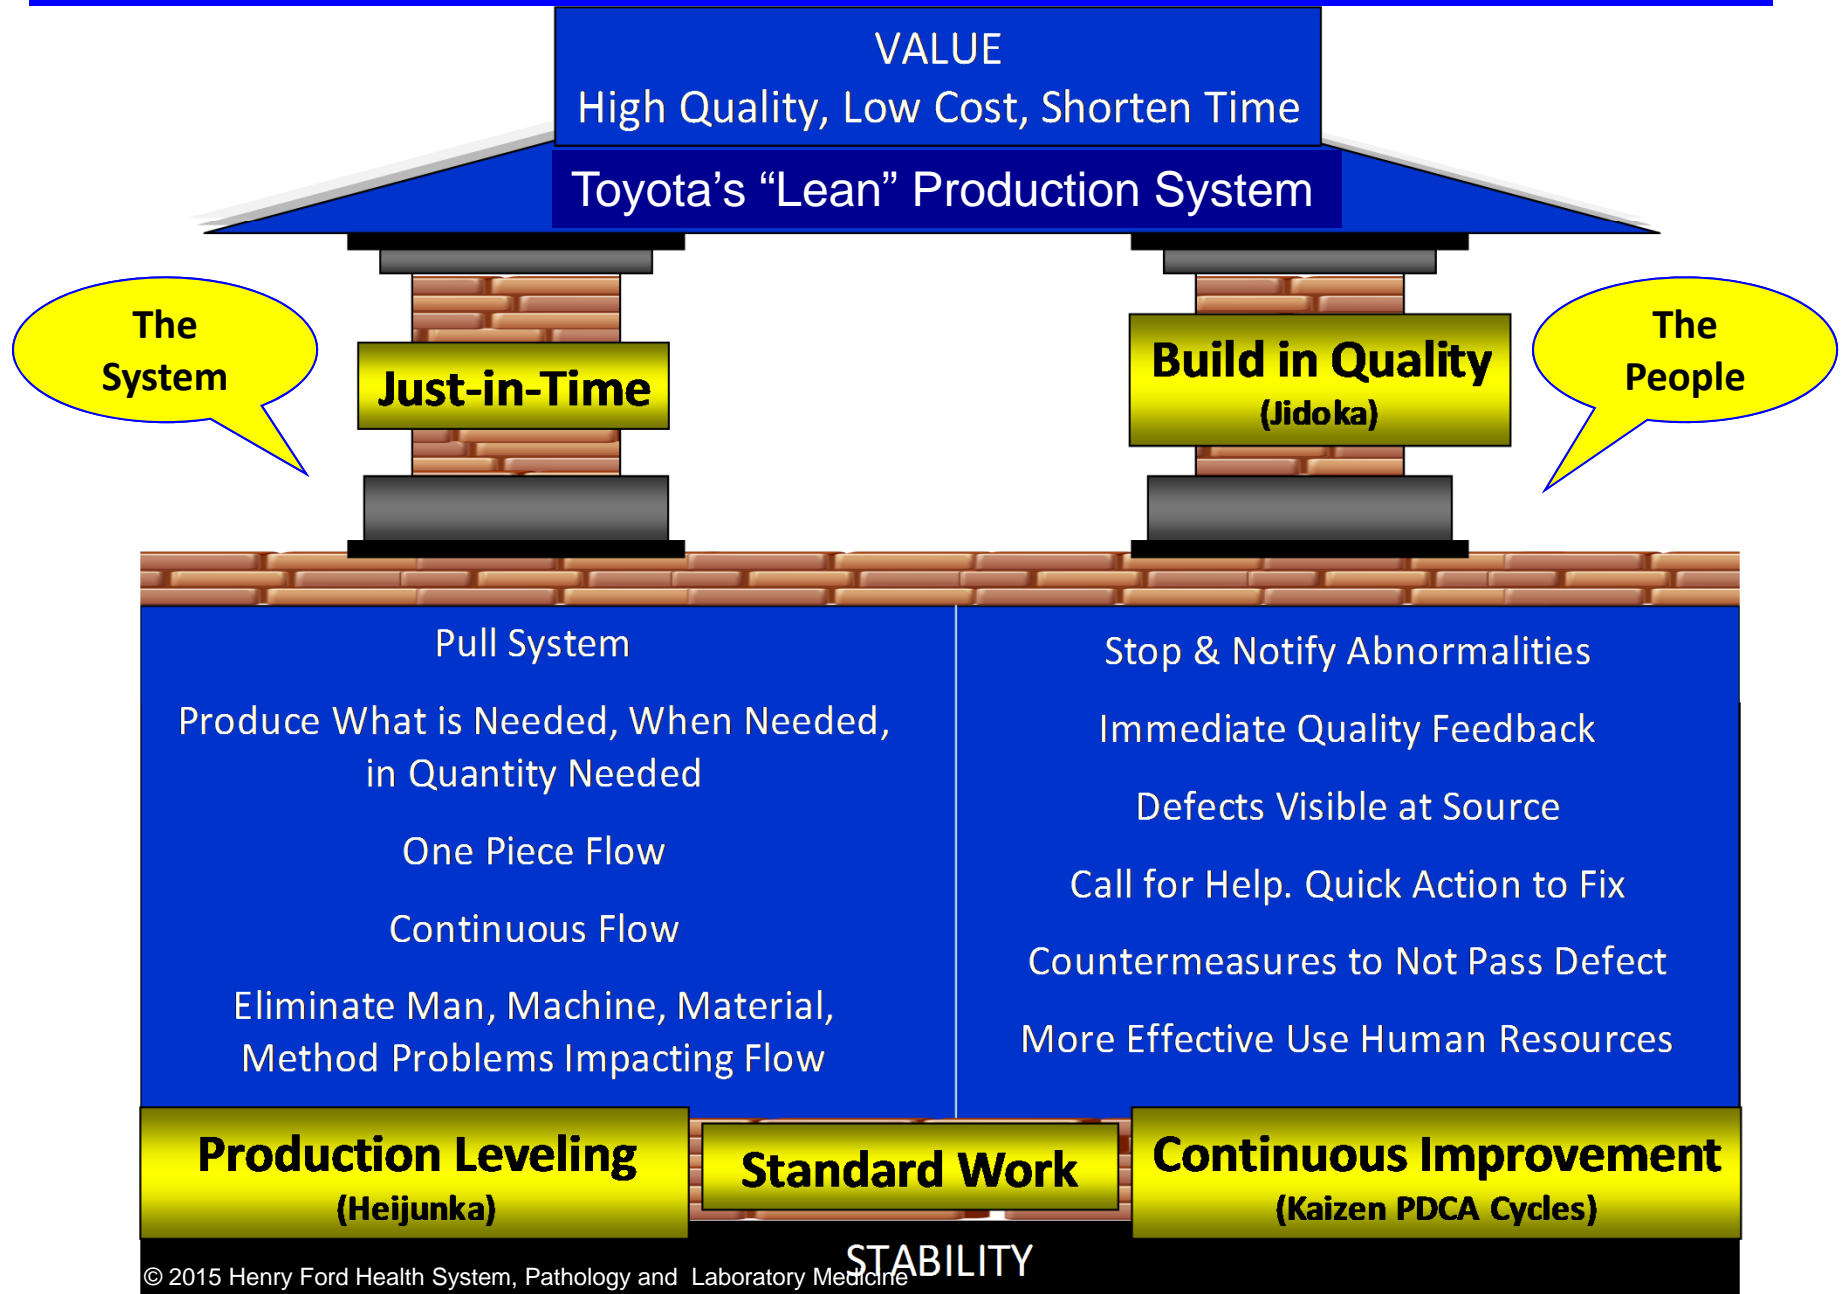 VALUE
High Quality, Low Cost, Shorten Time
Toyota’s “Lean” Production System
The
System
Just-in-Time
Build in Quality
(Jidoka)
The
People
Pull System
Produce What is Needed, When Needed,
in Quantity Needed
One Piece Flow
Continuous Flow
Eliminate Man, Machine, Material,
Method Problems Impacting Flow
Stop & Notify Abnormalities
Immediate Quality Feedback
Defects Visible at Source
Call for Help. Quick Action to Fix
Countermeasures to Not Pass Defect
More Effective Use Human Resources
Production Leveling
(Heijunka)
Standard Work
Continuous Improvement
(Kaizen PDCA Cycles)
STABILITY
© 2015 Henry Ford Health System, Pathology and Laboratory Medicine